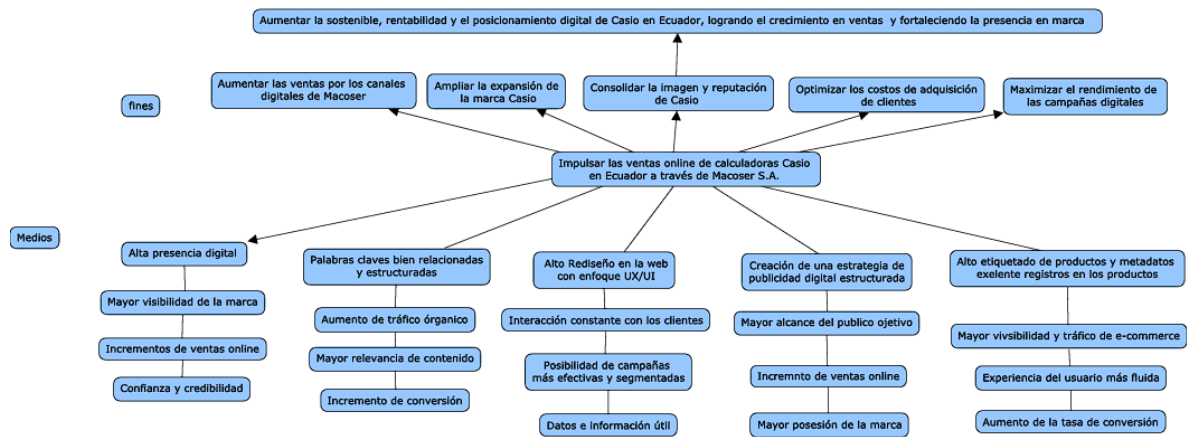 Aumentar la sostenible, rentabilidad y el posicionamiento digital de Casio en Ecuador, logrando el crecimiento en ventas y fortaleciendo la presencia en marca
fines
Aumentar las ventas por los canales
digitales de Macoser
Ampliar la expansión de
la marca Casio
Consolidar la imagen y reputación
de Casio
Optimizar los costos de adquisición
de clientes
Maximizar el rendimiento de
las campañas digitales
Impulsar las ventas online de calculadoras Casio
en Ecuador a través de Macoser S.A.
Medios
Alta presencia digital
Mayor visibilidad de la marca
Incrementos de ventas online
Confianza y credibilidad
Palabras claves bien relacionadas
y estructuradas
Aumento de tráfico órganico
Mayor relevancia de contenido
Incremento de conversión
Alto Rediseño en la web
con enfoque UX/UI
Interacción constante con los clientes
Posibilidad de campañas
más efectivas y segmentadas
Datos e información útil
Creación de una estrategia de
publicidad digital estructurada
Mayor alcance del publico ojetivo
Incremnto de ventas online
Mayor posesión de la marca
Alto etiquetado de productos y metadatos
exelente registros en los productos
Mayor vivsibilidad y tráfico de e-commerce
Experiencia del usuario más fluida
Aumento de la tasa de conversión